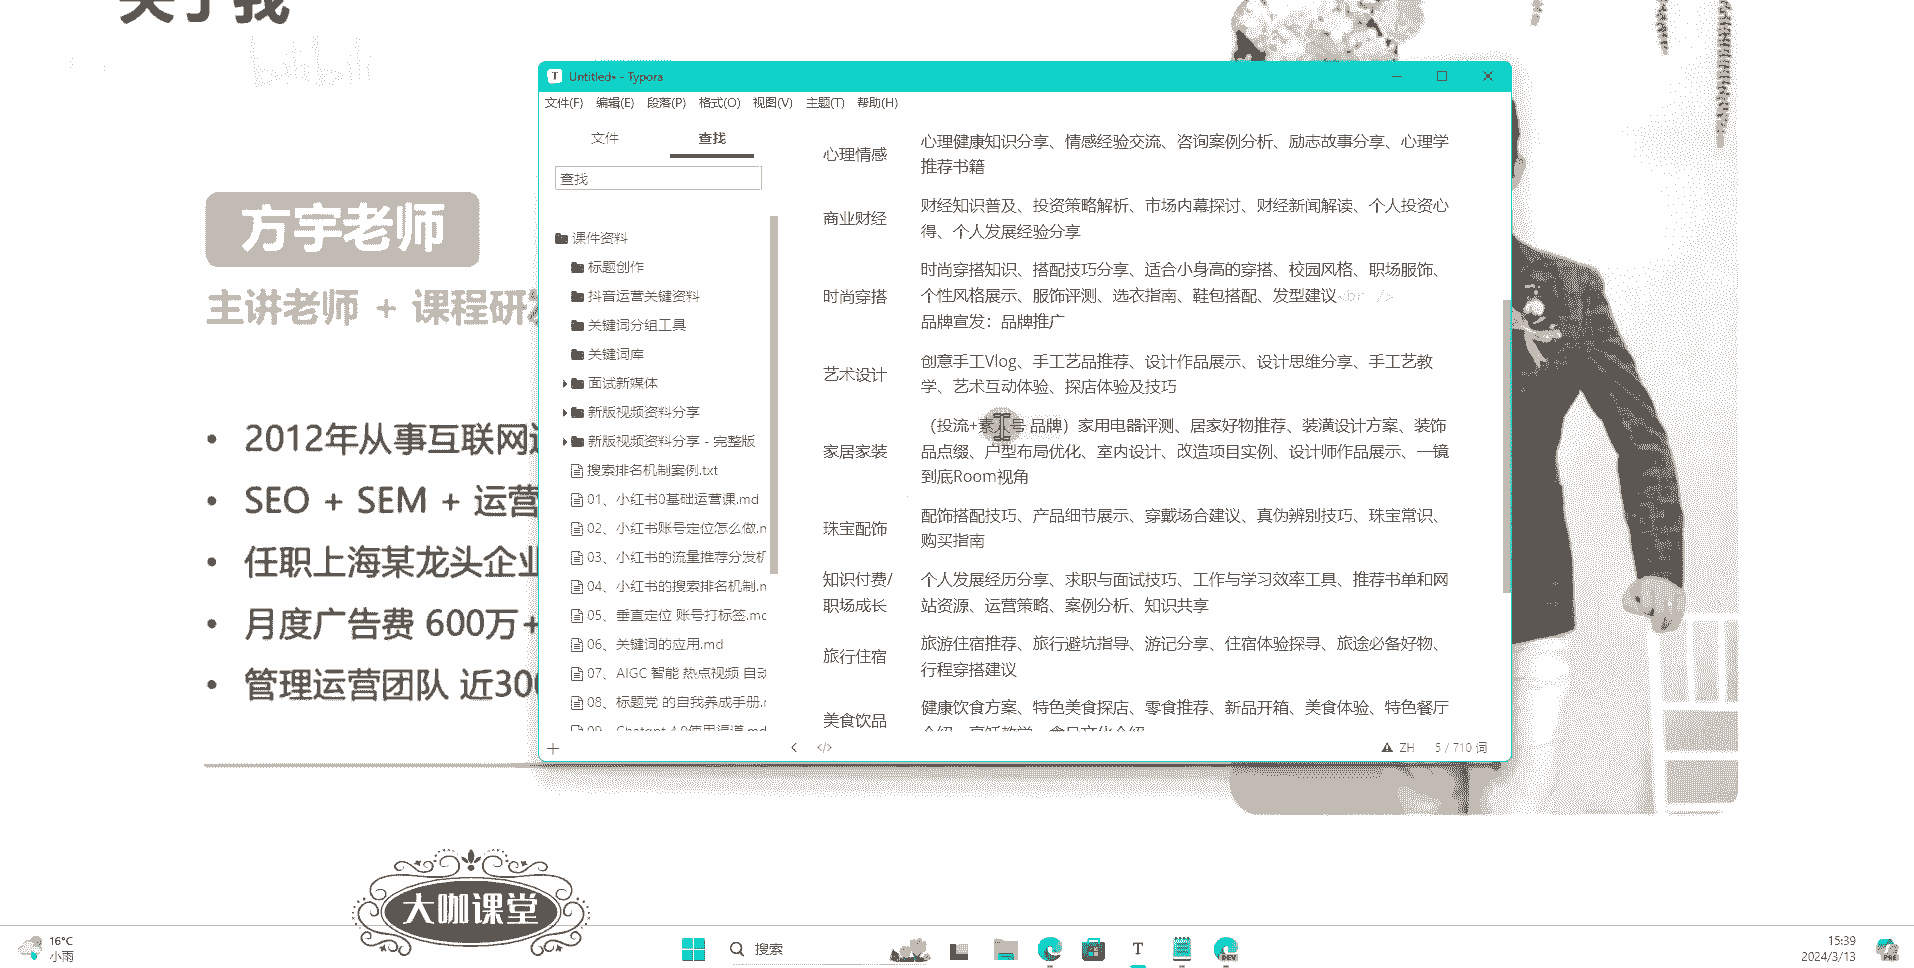 关于我
bilibili
方宇老师
主讲老师 + 课程研发
• 2012年从事互联网运
• SEO + SEM + 运营
• 任职上海某龙头企业
• 月度广告费 600万+
• 管理运营团队 近300
大咖课堂
Untitled• - Typora
文件(F) 编辑(E) 段落(P) 格式(O) 视图(V) 主题(T) 帮助(H)
文件 查找
查找
课件资料
标题创作
抖音运营关键资料
关键词分组工具
关键词库
面试新媒体
新版视频资料分享
新版视频资料分享 - 完整版
搜索排名机制案例.txt
01、小红书0基础运营课.md
02、小红书账号定位怎么做.m
03、小红书的流量推荐分发机
04、小红书的搜索排名机制.m
05、垂直定位 账号打标签.md
06、关键词的应用.md
07、AIGC 智能 热点视频 自动
08、标题党 的自我养成手册.m
09、Chatgpt 4.0使用渠道.md
心理情感
心理健康知识分享、情感经验交流、咨询案例分析、励志故事分享、心理学
推荐书籍
商业财经
财经知识普及、投资策略解析、市场内幕探讨、财经新闻解读、个人投资心
得、个人发展经验分享
时尚穿搭
时尚穿搭知识、搭配技巧分享、适合小身高的穿搭、校园风格、职场服饰、
个性风格展示、服饰评测、选衣指南、鞋包搭配、发型建议<br />
品牌宣发：品牌推广
艺术设计
创意手工Vlog、手工艺品推荐、设计作品展示、设计思维分享、手工艺教
学、艺术互动体验、探店体验及技巧
家居家装
（投流+素人号 品牌）家用电器评测、居家好物推荐、装潢设计方案、装饰
品点缀、户型布局优化、室内设计、改造项目实例、设计师作品展示、一镜
到底Room视角
珠宝配饰
配饰搭配技巧、产品细节展示、穿戴场合建议、真伪辨别技巧、珠宝常识、
购买指南
知识付费/
职场成长
个人发展经历分享、求职与面试技巧、工作与学习效率工具、推荐书单和网
站资源、运营策略、案例分析、知识共享
旅行住宿
旅游住宿推荐、旅行避坑指导、游记分享、住宿体验探寻、旅途必备好物、
行程穿搭建议
美食饮品
健康饮食方案、特色美食探店、零食推荐、新品开箱、美食体验、特色餐厅
介绍、烹饪教学、食品文化介绍
</> ZH 5 / 710 词
16°C
小雨
搜索
15:39
2024/3/13